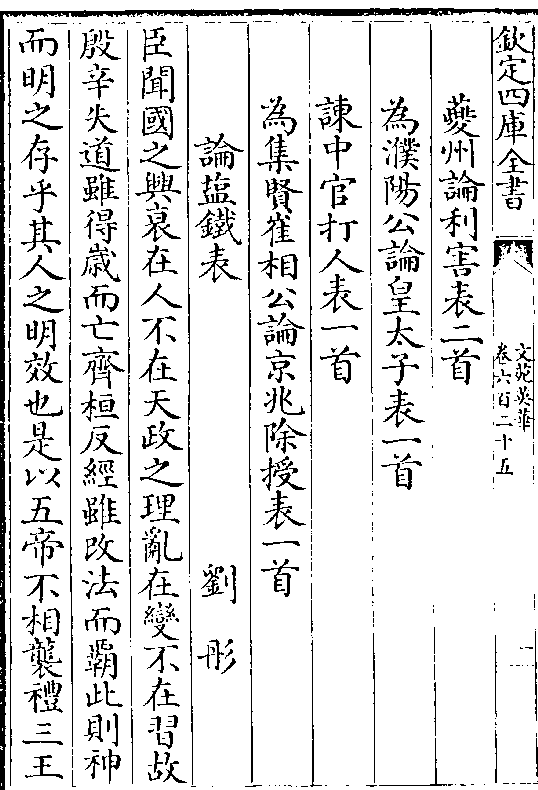 欽定四庫全書
文苑英華
卷六百二十五
一
夔州論利害表二首
為濮陽公論皇太子表一首
諫中官打人表一首
為集賢崔相公論京兆除授表一首
論塩鐵表 劉彤
臣聞國之興衰在人不在天政之理亂在變不在習故
殷辛失道雖得歳而亡齊桓反經雖改法而霸此則神
而明之存乎其人之明效也是以五帝不相襲禮三王